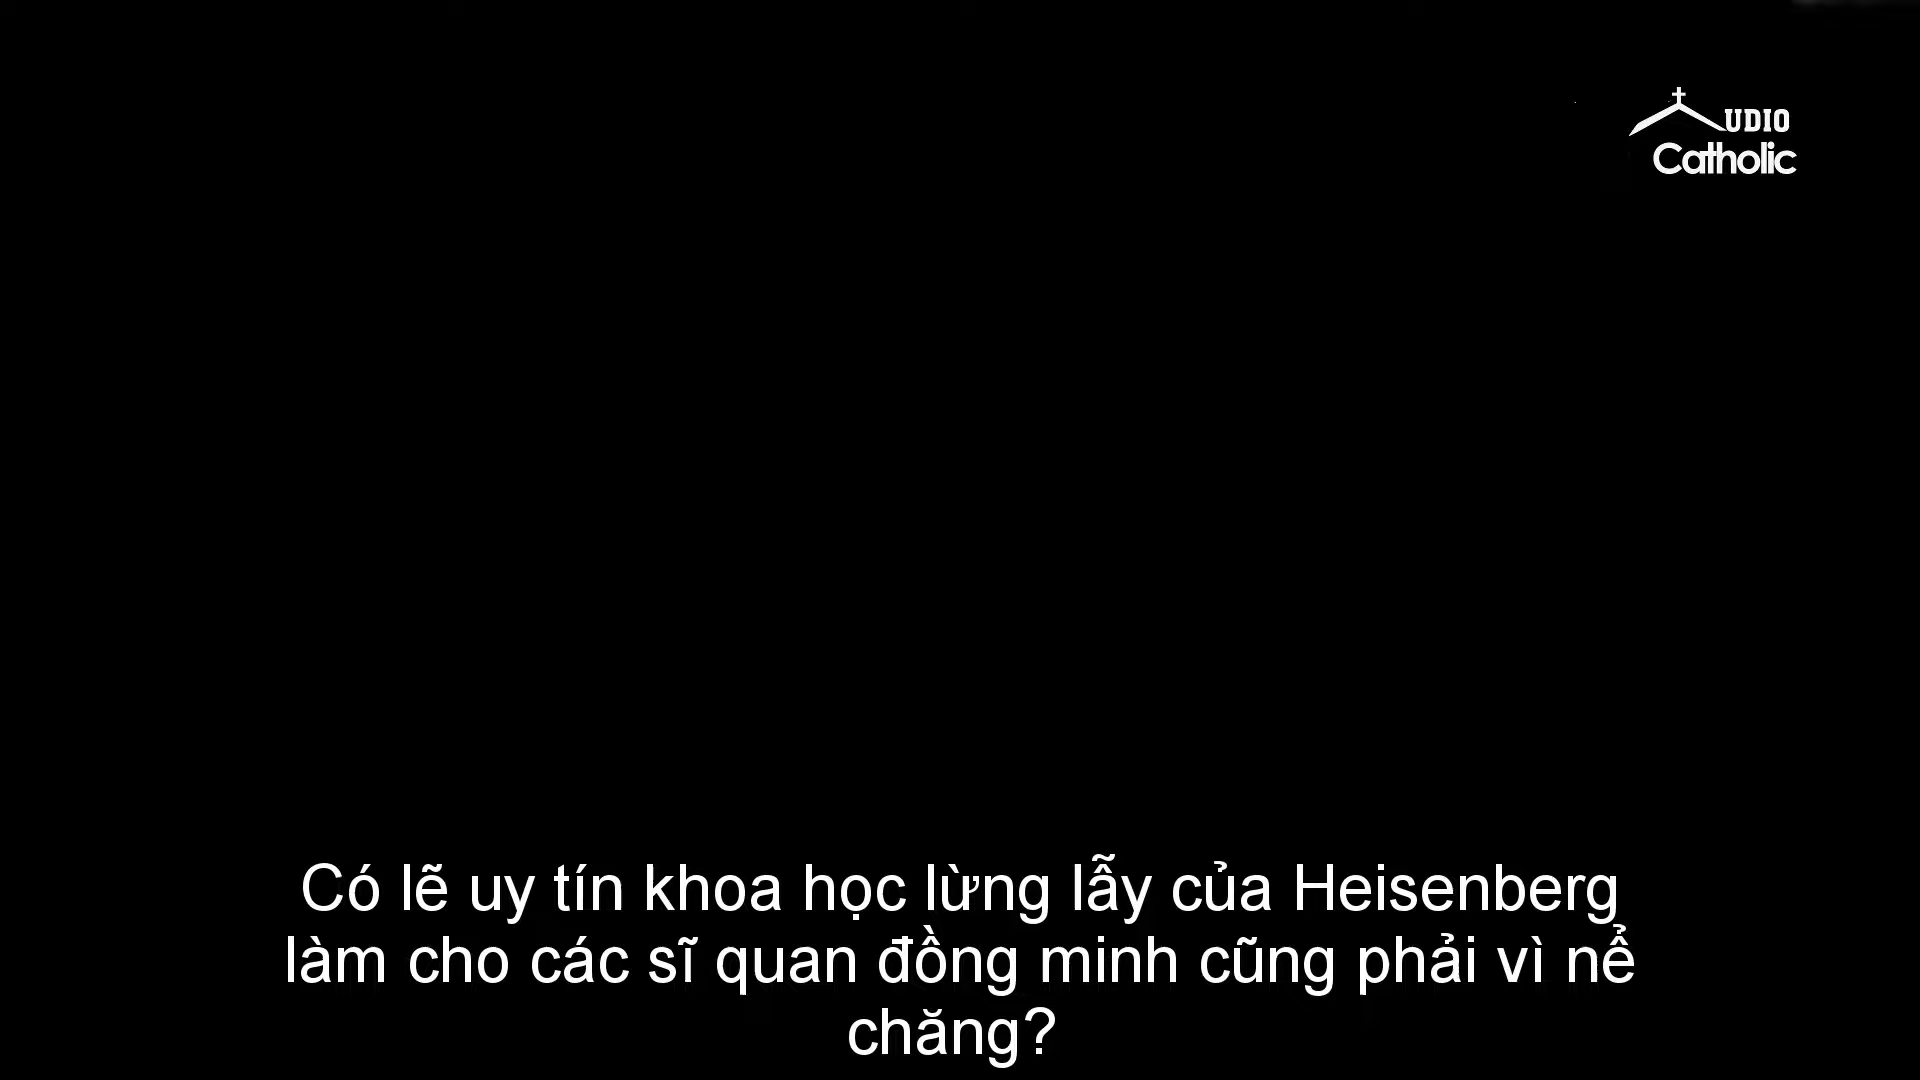 UDIO
Catholic
Có lẽ uy tín khoa học lừng lẫy của Heisenberg
làm cho các sĩ quan đồng minh cũng phải vì nể
chăng?